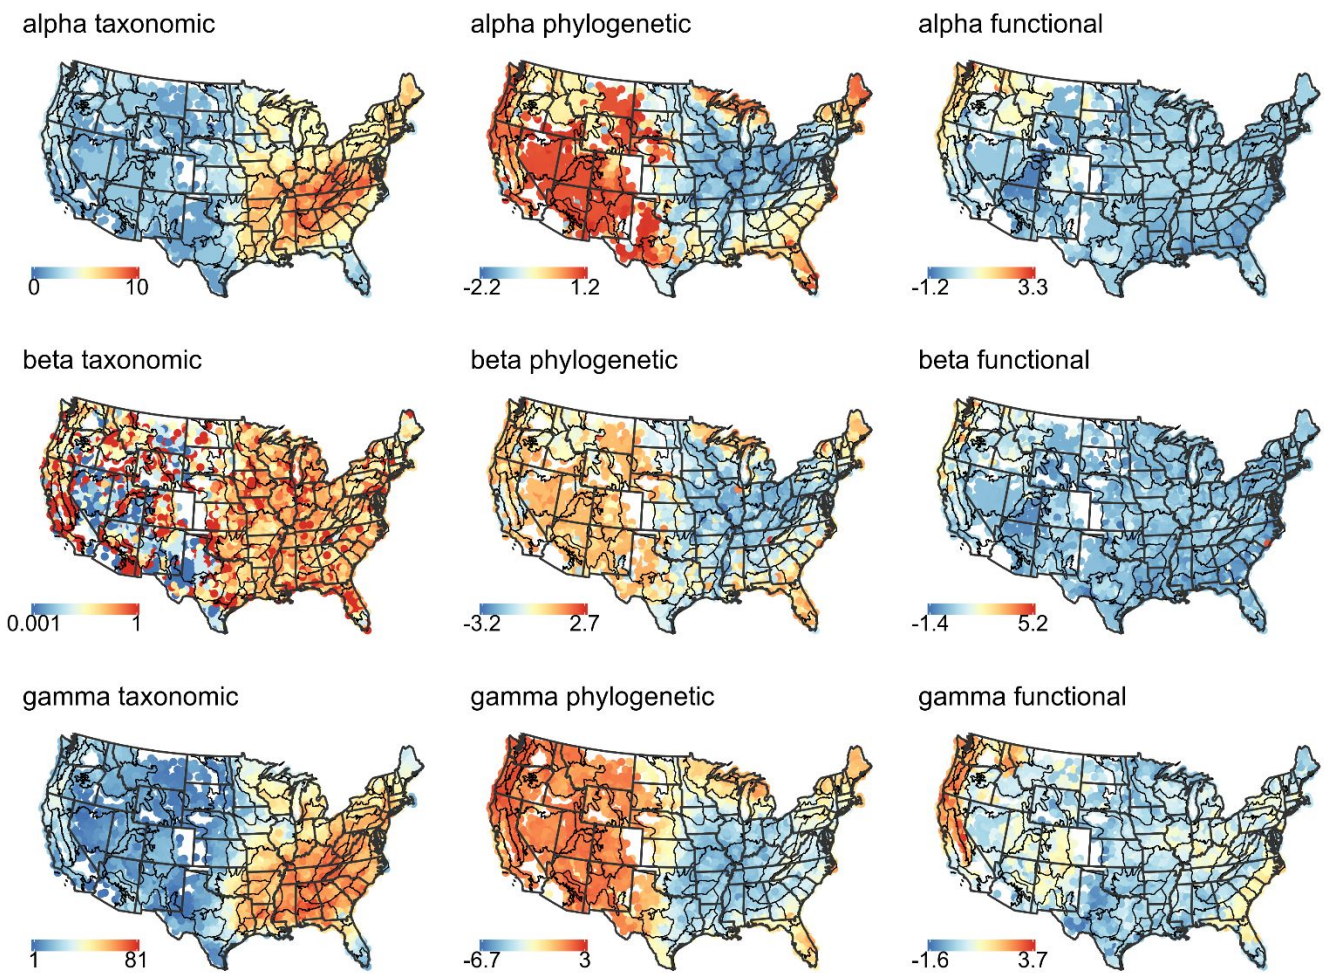 alpha taxonomic
alpha phylogenetic
alpha functional
0 10
-2.2 1.2
-1.2 3.3
beta taxonomic
beta phylogenetic
beta functional
0.001 1
-3.2 2.7
-1.4 5.2
gamma taxonomic
gamma phylogenetic
gamma functional
1 81
-6.7 3
-1.6 3.7